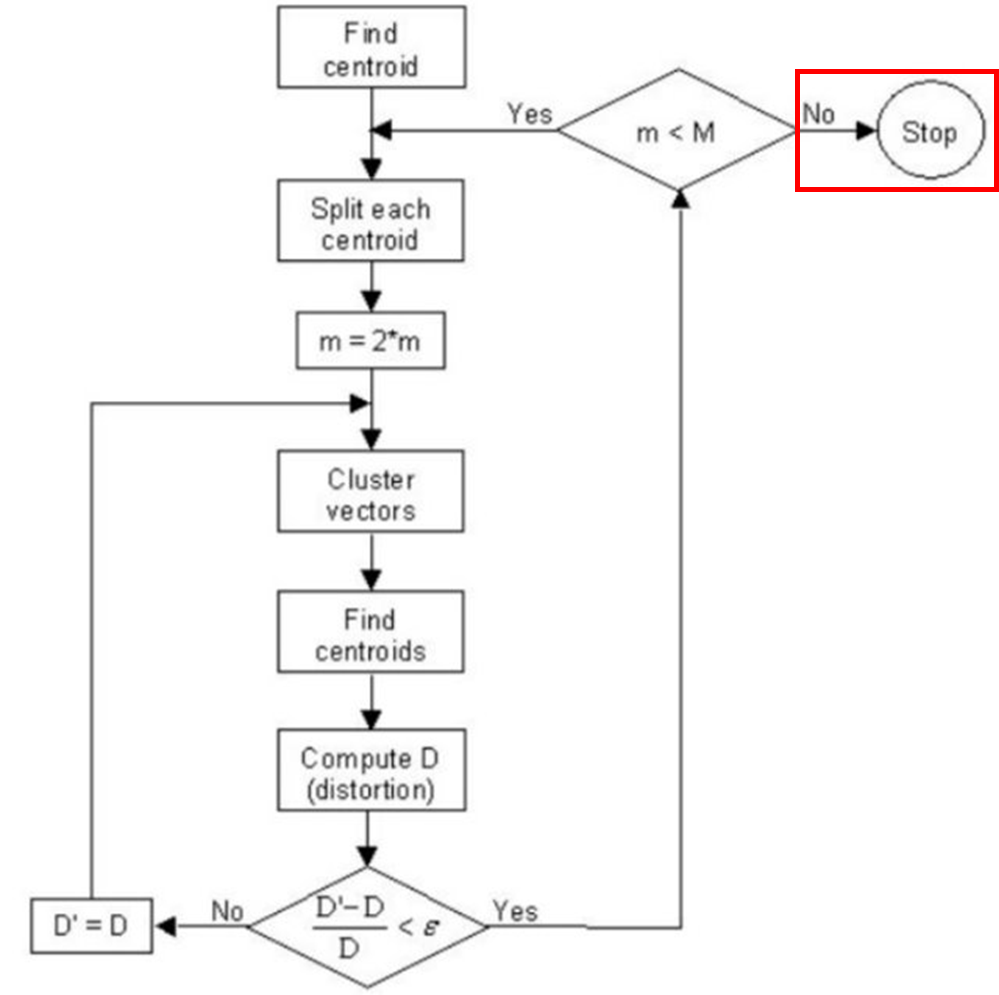 Find
centroid
Yes
m < M
No
Stop
Split each
centroid
m = 2*m
Cluster
vectors
Find
centroids
Compute D
(distortion)
D' = D
No
D'–D
D
< ε
Yes